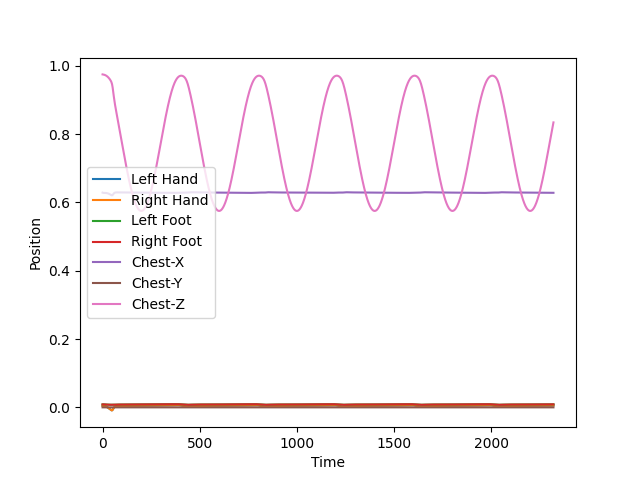 1.0
0.8
0.6
0.4
0.2
0.0
Position
Left Hand
Right Hand
Left Foot
Right Foot
Chest-X
Chest-Y
Chest-Z
0 500 1000 1500 2000
Time